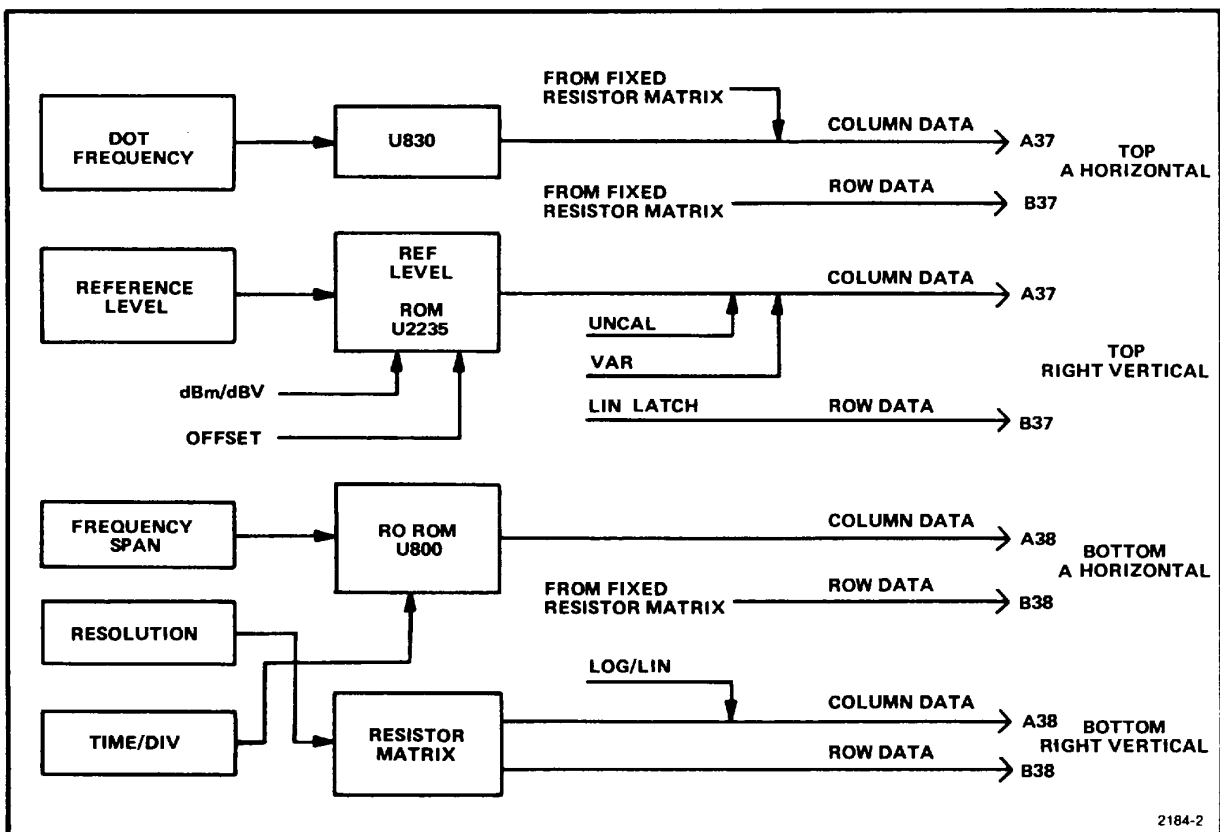 DOT
FREQUENCY
U830
FROM FIXED
RESISTOR MATRIX
COLUMN DATA
A37
TOP
A HORIZONTAL
FROM FIXED
RESISTOR MATRIX
ROW DATA
B37
REFERENCE
LEVEL
REF
LEVEL
ROM
U2235
dBm/dBV
OFFSET
COLUMN DATA
A37
UNCAL
VAR
TOP
RIGHT VERTICAL
LIN LATCH
ROW DATA
B37
FREQUENCY
SPAN
RO ROM
U800
COLUMN DATA
A38
BOTTOM
A HORIZONTAL
FROM FIXED
RESISTOR MATRIX
ROW DATA
B38
RESOLUTION
TIME/DIV
RESISTOR
MATRIX
LOG/LIN
COLUMN DATA
A38
BOTTOM
RIGHT VERTICAL
ROW DATA
B38
2184-2